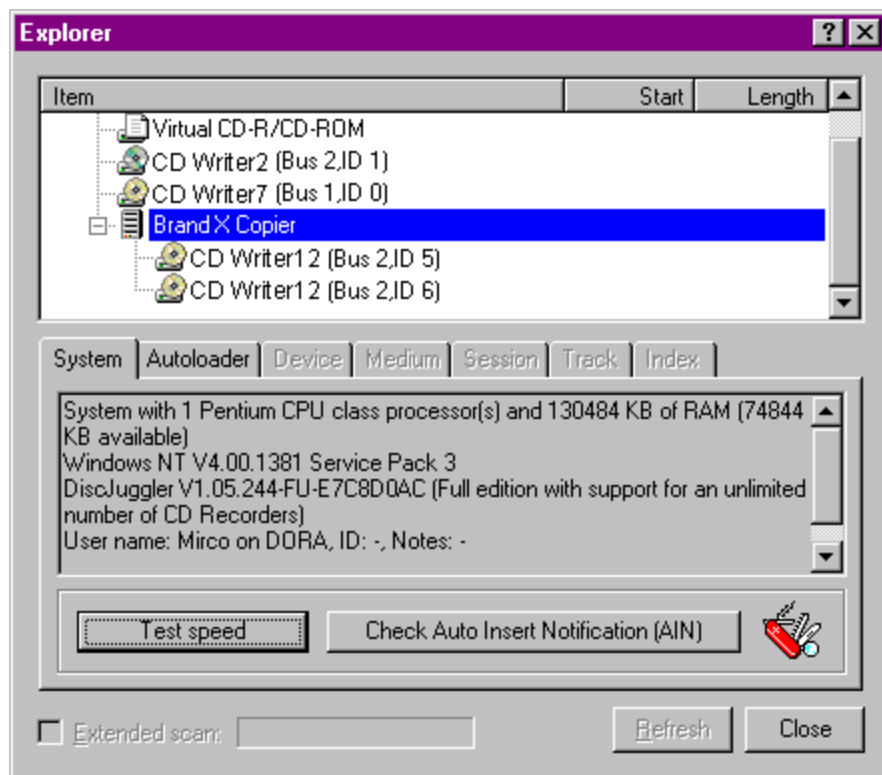 Explorer
Item Start Length
Virtual CD-R/CD-ROM
CD Writer2 (Bus 2,ID 1)
CD Writer7 (Bus 1,ID 0)
Brand X Copier
CD Writer12 (Bus 2,ID 5)
CD Writer12 (Bus 2,ID 6)
System Autoloader Device Medium Session Track Index
System with 1 Pentium CPU class processor(s) and 130484 KB of RAM (74844
KB available)
Windows NT V4.00.1381 Service Pack 3
DiscJuggler V1.05.244-FU-E7C8D0AC (Full edition with support for an unlimited
number of CD Recorders)
User name: Mirco on DORA, ID: -, Notes: -
Test speed Check Auto Insert Notification (AIN)
Extended scan: Refresh Close